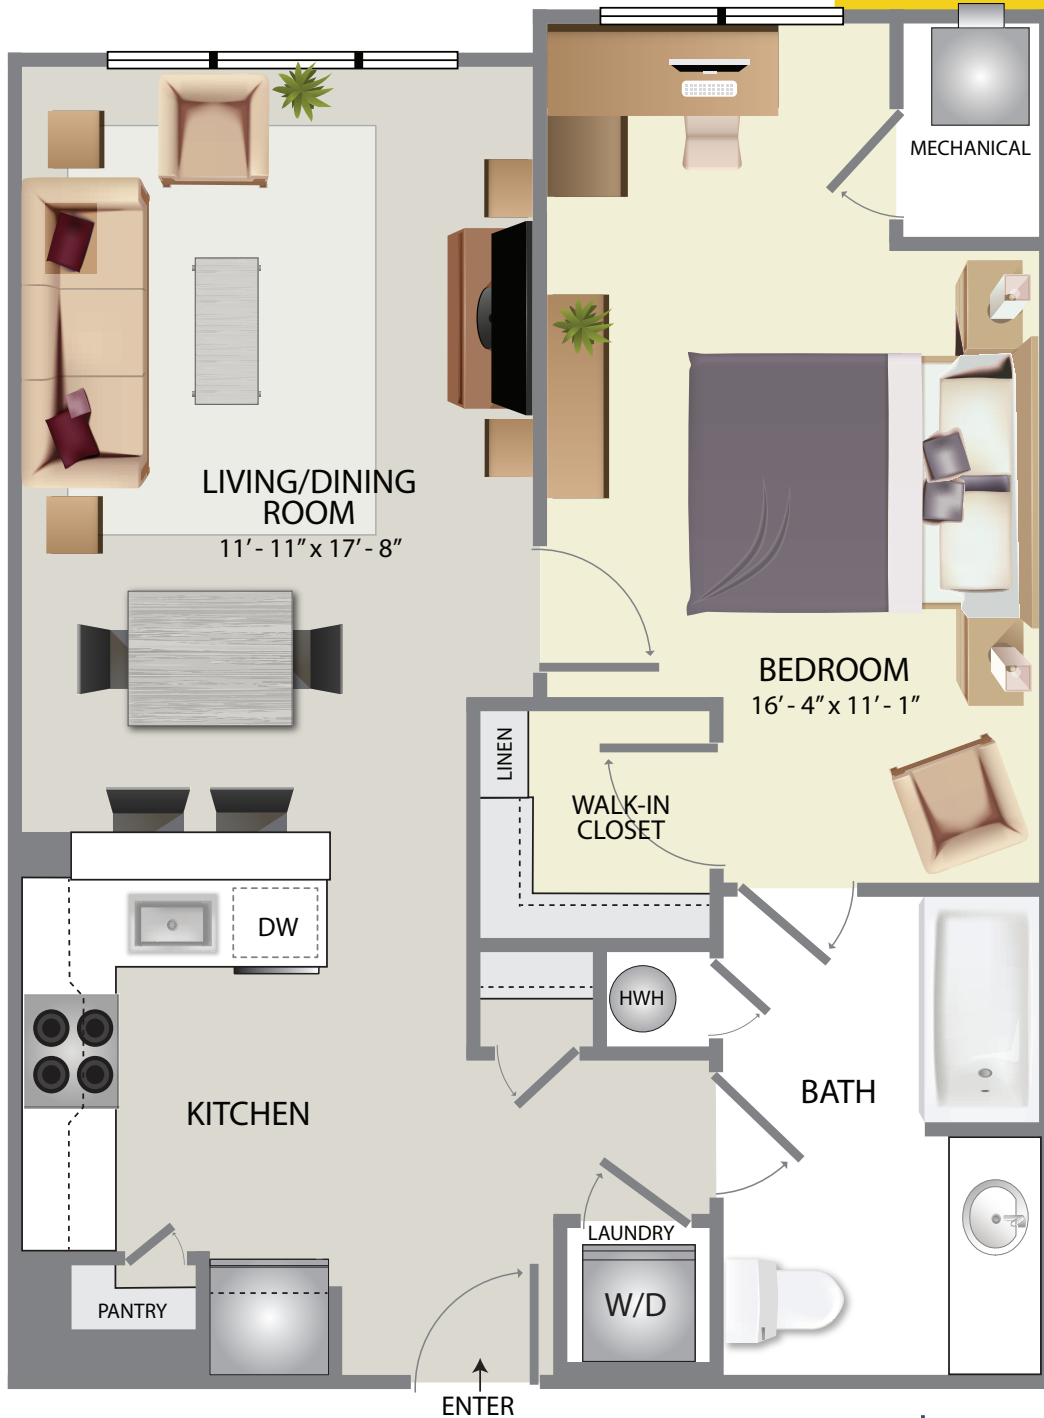 MECHANICAL
LIVING/DINING
ROOM
11' - 11" x 17' - 8"
BEDROOM
16' - 4" x 11' - 1"
LINEN
WALK-IN
CLOSET
DW
HWH
BATH
KITCHEN
LAUNDRY
W/D
PANTRY
ENTER